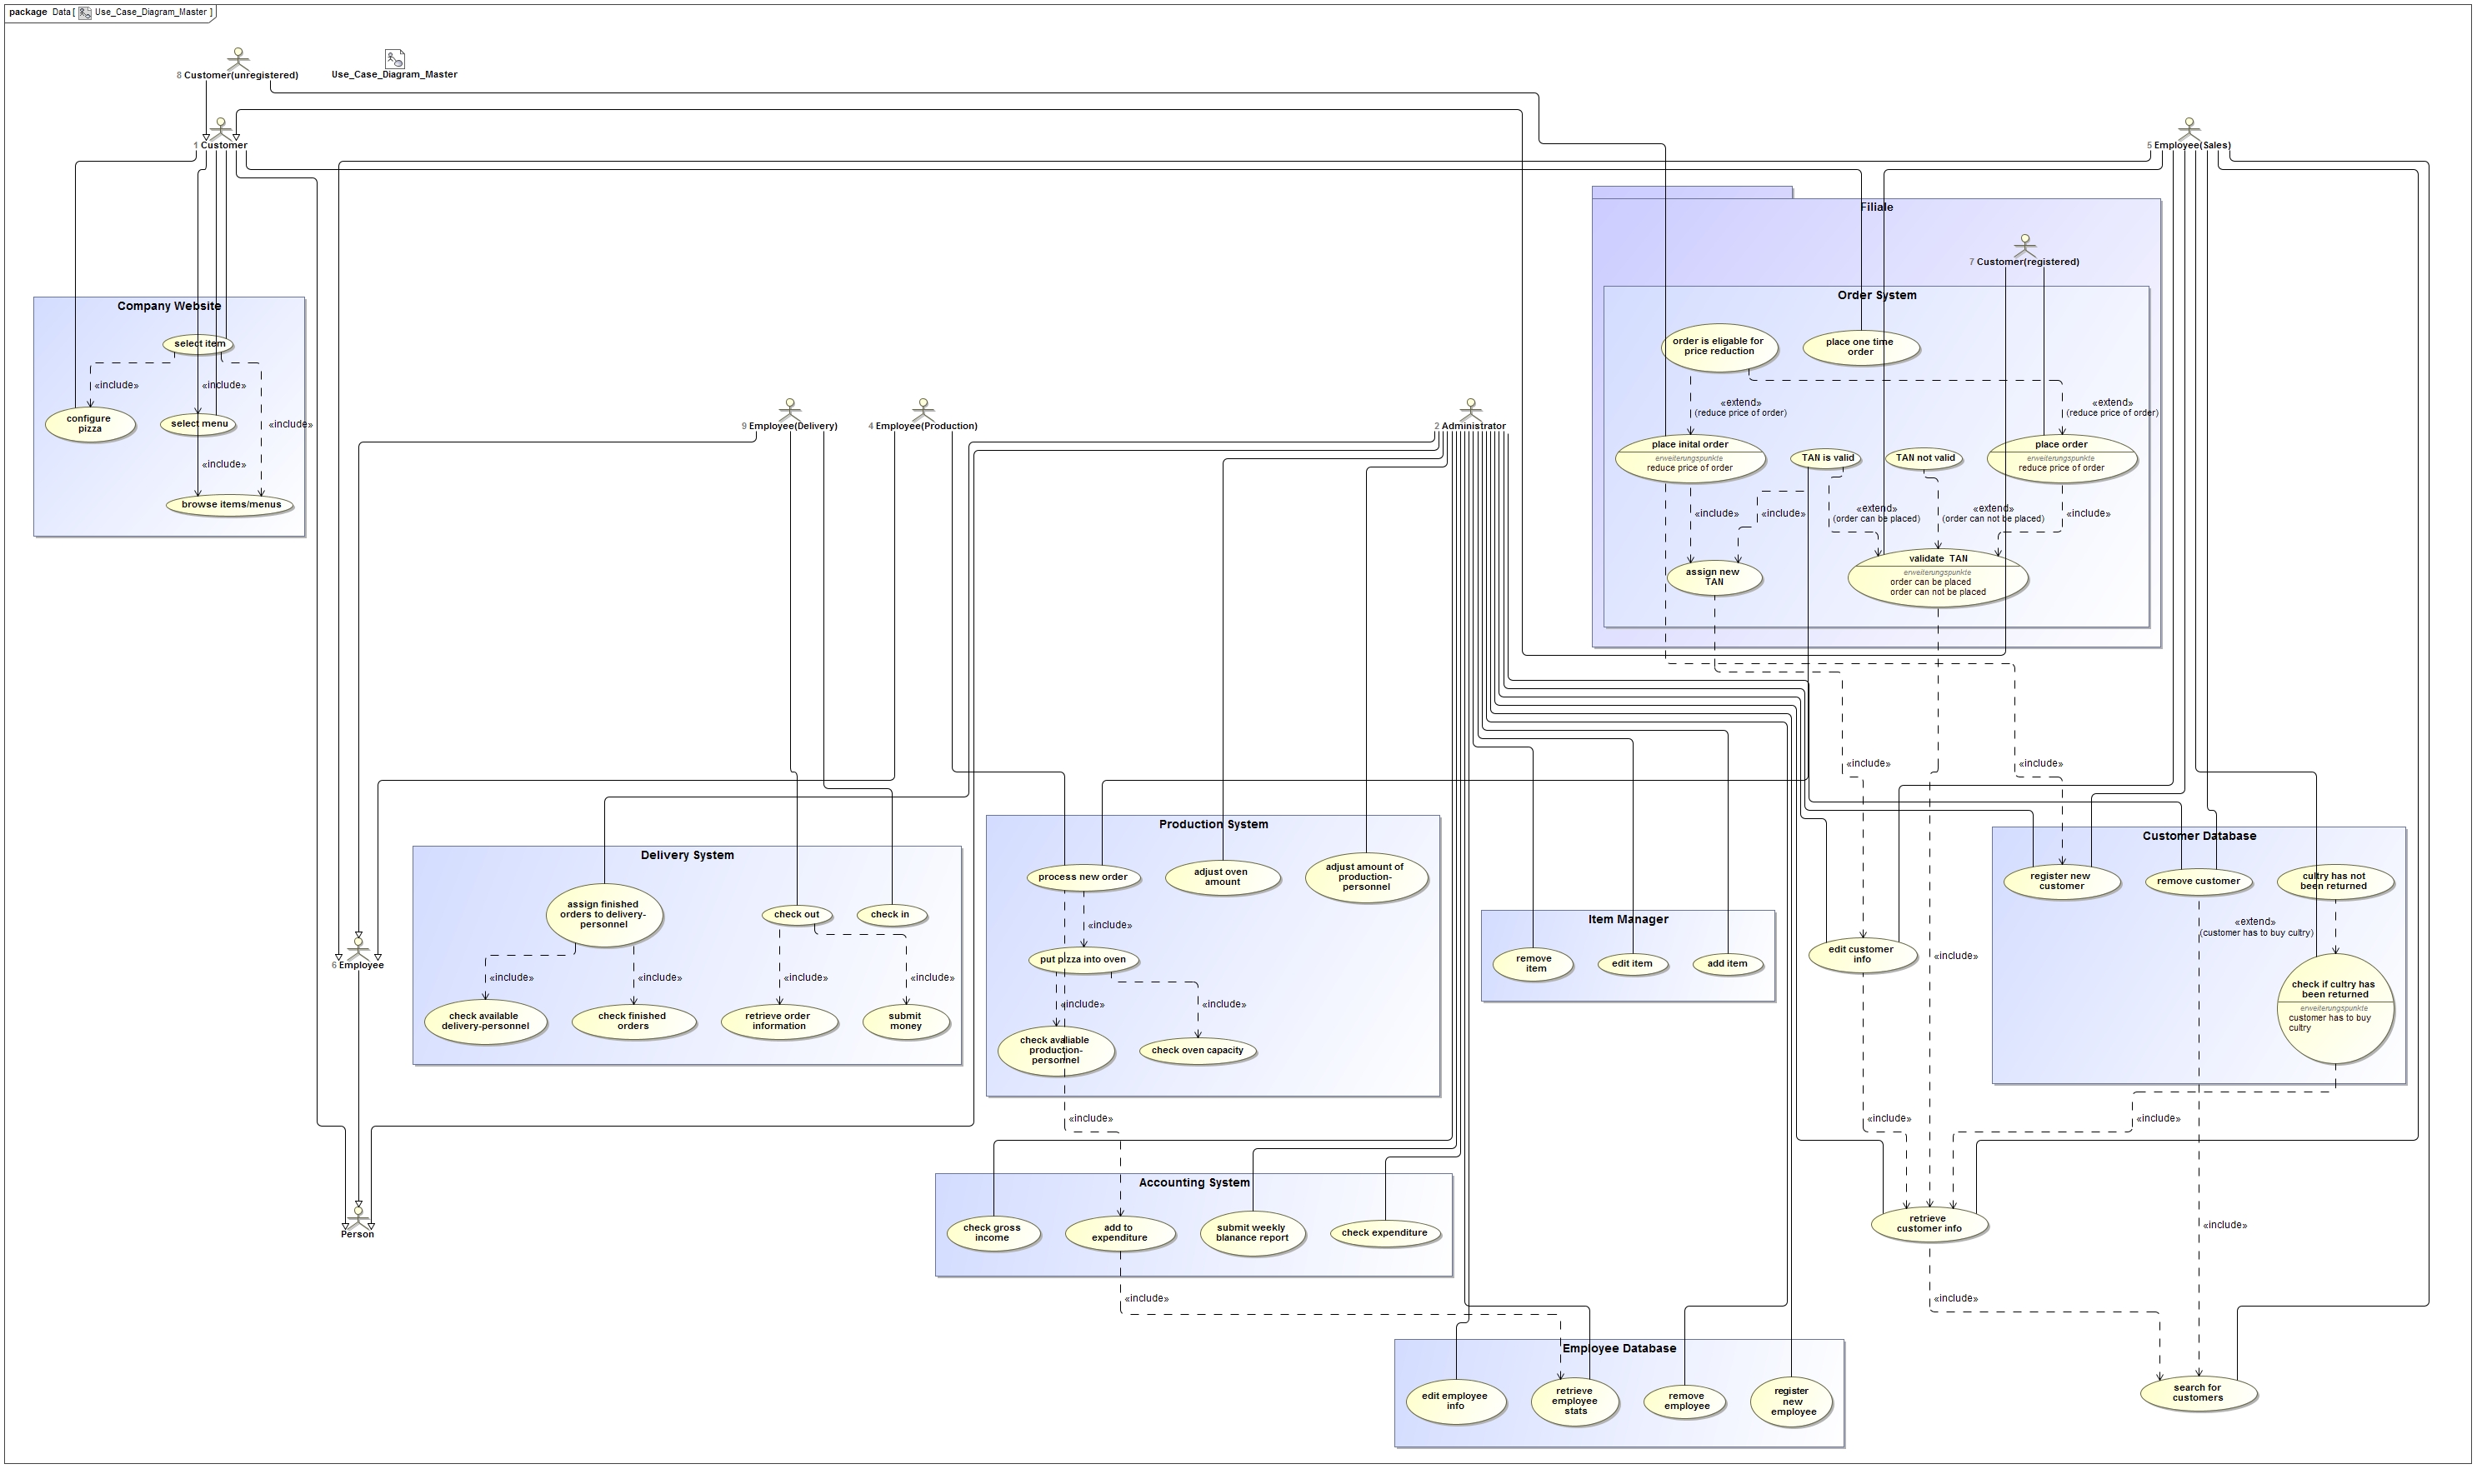 package Data [ Use_Case_Diagram_Master ]
8 Customer(unregistered)
Use_Case_Diagram_Master
1 Customer
5 Employee(Sales)
Filiale
7 Customer(registered)
Order System
order is eligable for
price reduction
place one time
order
«extend»
(reduce price of order)
«extend»
(reduce price of order)
place inital order
erweiterungspunkte
reduce price of order
TAN is valid
TAN not valid
place order
erweiterungspunkte
reduce price of order
«include»
«include»
«extend»
(order can be placed)
«extend»
(order can not be placed)
«include»
assign new
TAN
validate TAN
erweiterungspunkte
order can be placed
order can not be placed
Company Website
select item
«include»
«include»
«include»
configure
pizza
select menu
«include»
browse items/menus
9 Employee(Delivery)
4 Employee(Production)
2 Administrator
6 Employee
Person
Delivery System
assign finished
orders to delivery-
personnel
check out
check in
«include»
«include»
«include»
«include»
check available
delivery-personnel
check finished
orders
retrieve order
information
submit
money
Production System
process new order
adjust oven
amount
adjust amount of
production-
personnel
«include»
put pizza into oven
«include»
«include»
check avaliable
production-
personnel
check oven capacity
«include»
Item Manager
remove
item
edit item
add item
«include»
«include»
edit customer
info
«include»
Customer Database
register new
customer
remove customer
cultry has not
been returned
«extend»
(customer has to buy cultry)
check if cultry has
been returned
erweiterungspunkte
customer has to buy
cultry
«include»
«include»
retrieve
customer info
«include»
«include»
search for
customers
Accounting System
check gross
income
add to
expenditure
submit weekly
blanance report
check expenditure
«include»
Employee Database
edit employee
info
retrieve
employee
stats
remove
employee
register
new
employee